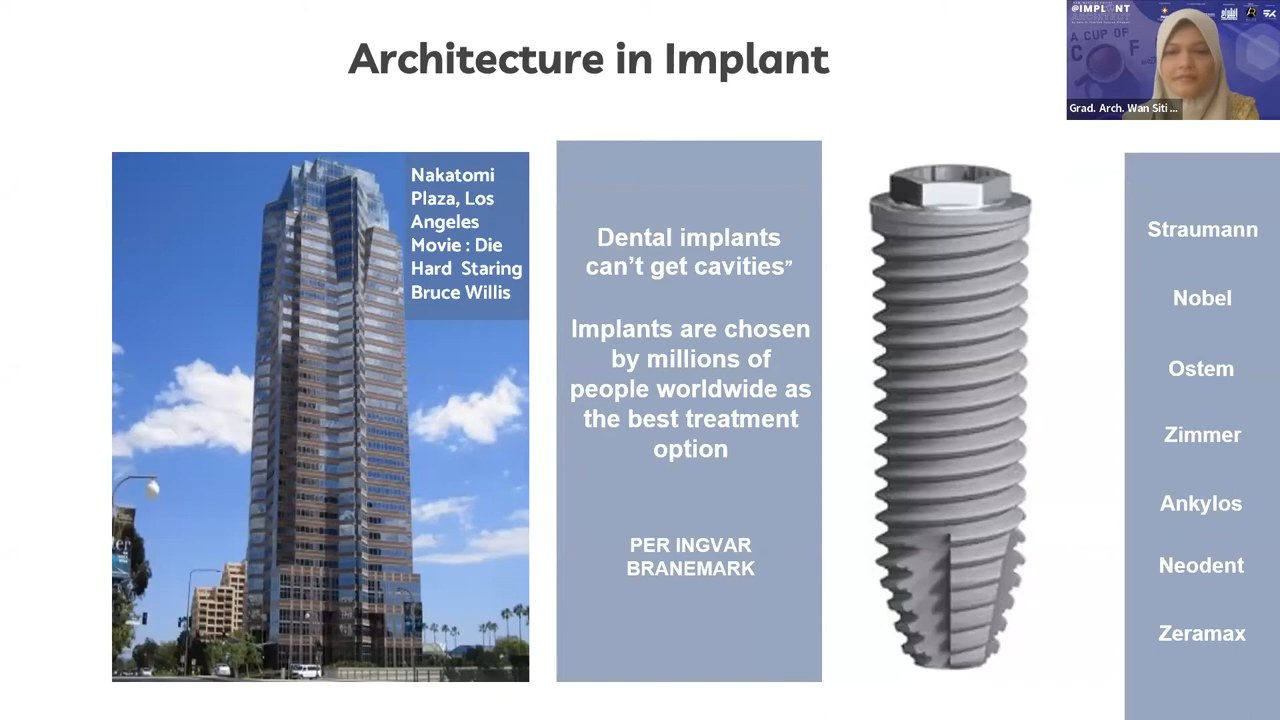 Architecture in Implant
@IMPLANT
ARCHITECT
A CUP OF
Grad. Arch. Wan Siti ...
Nakatomi
Plaza, Los
Angeles
Movie : Die
Hard Staring
Bruce Willis
Dental implants
can’t get cavities”
Implants are chosen
by millions of
people worldwide as
the best treatment
option
PER INGVAR
BRANEMARK
Straumann
Nobel
Ostem
Zimmer
Ankylos
Neodent
Zeramax